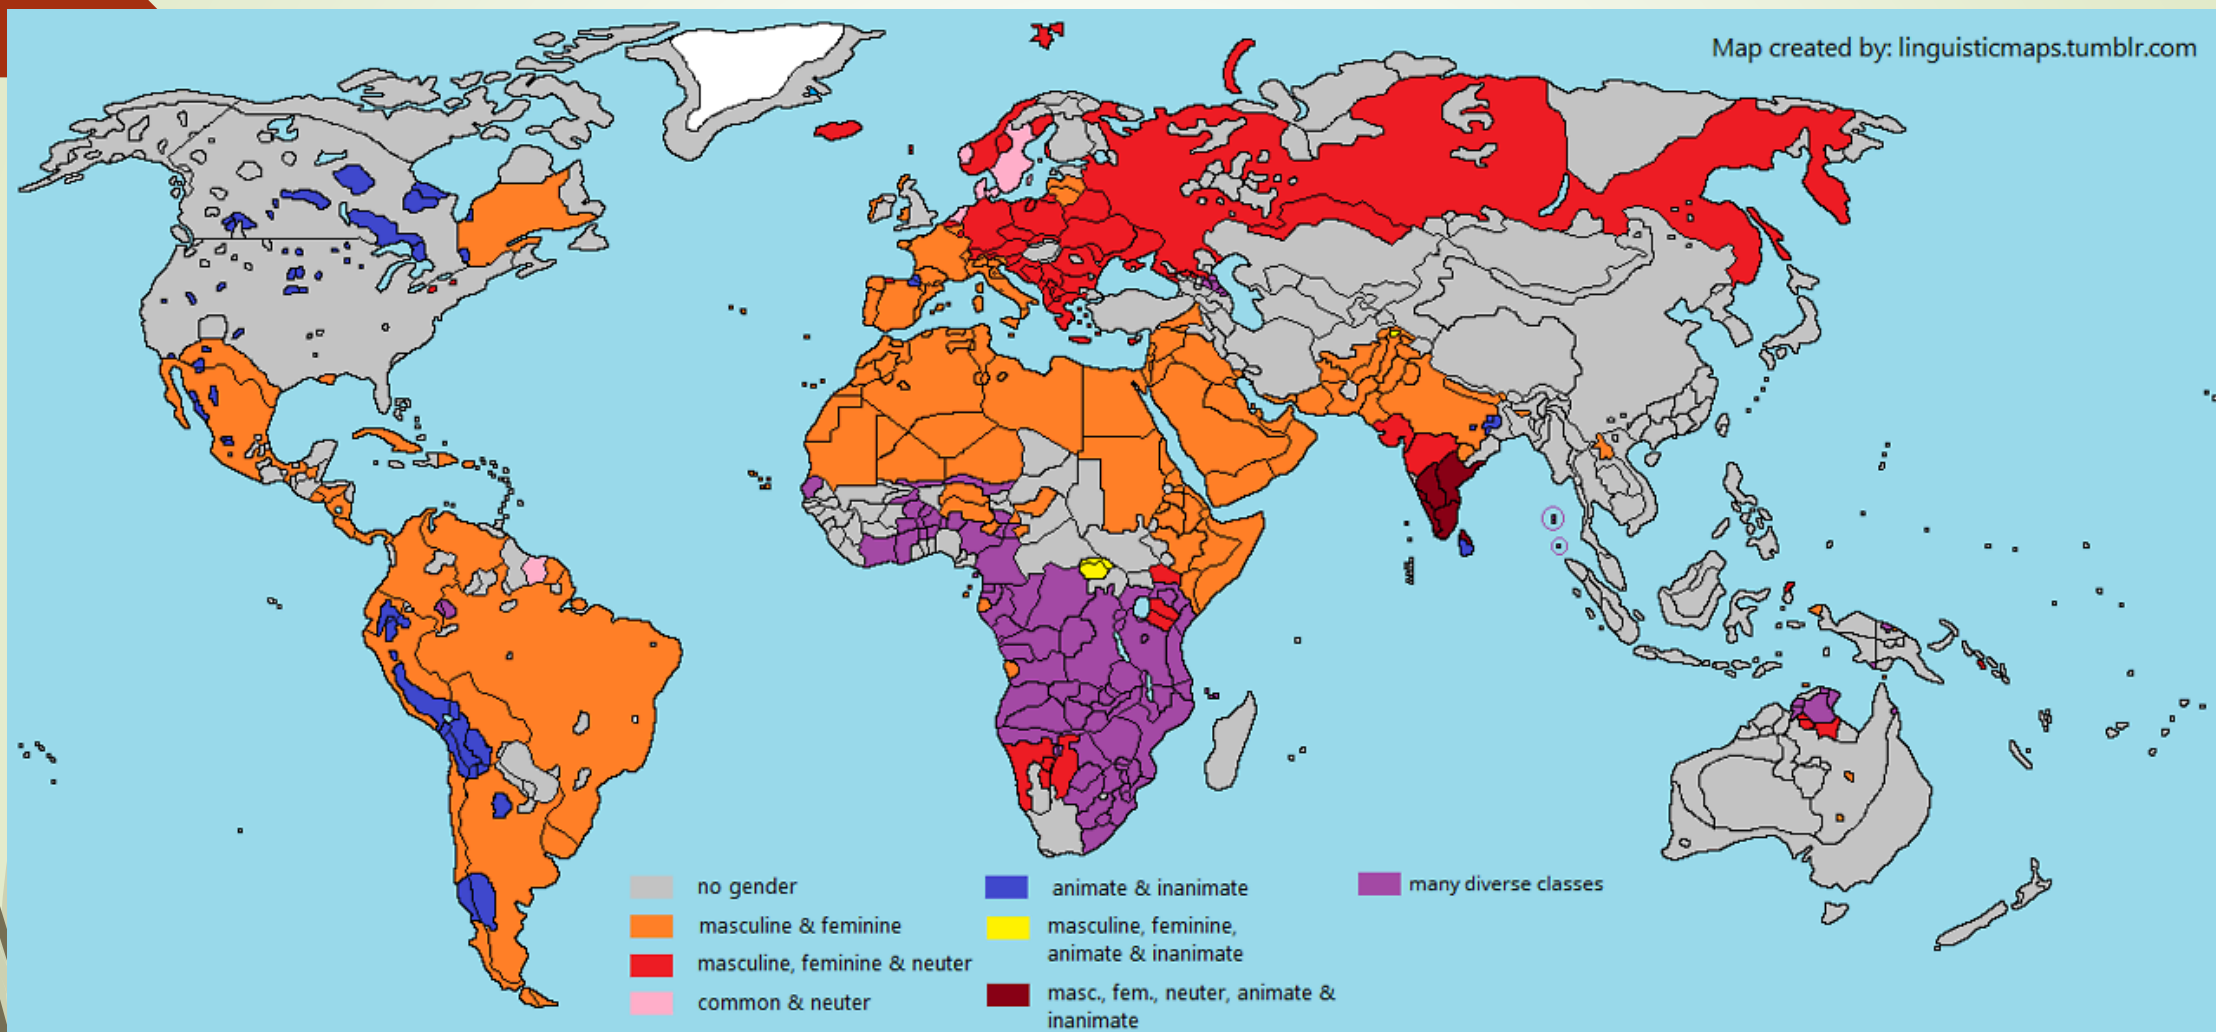 Map created by: linguisticmaps.tumblr.com
no gender
masculine & feminine
masculine, feminine & neuter
common & neuter
animate & inanimate
masculine, feminine,
animate & inanimate
masc., fem., neuter, animate &
inanimate
many diverse classes